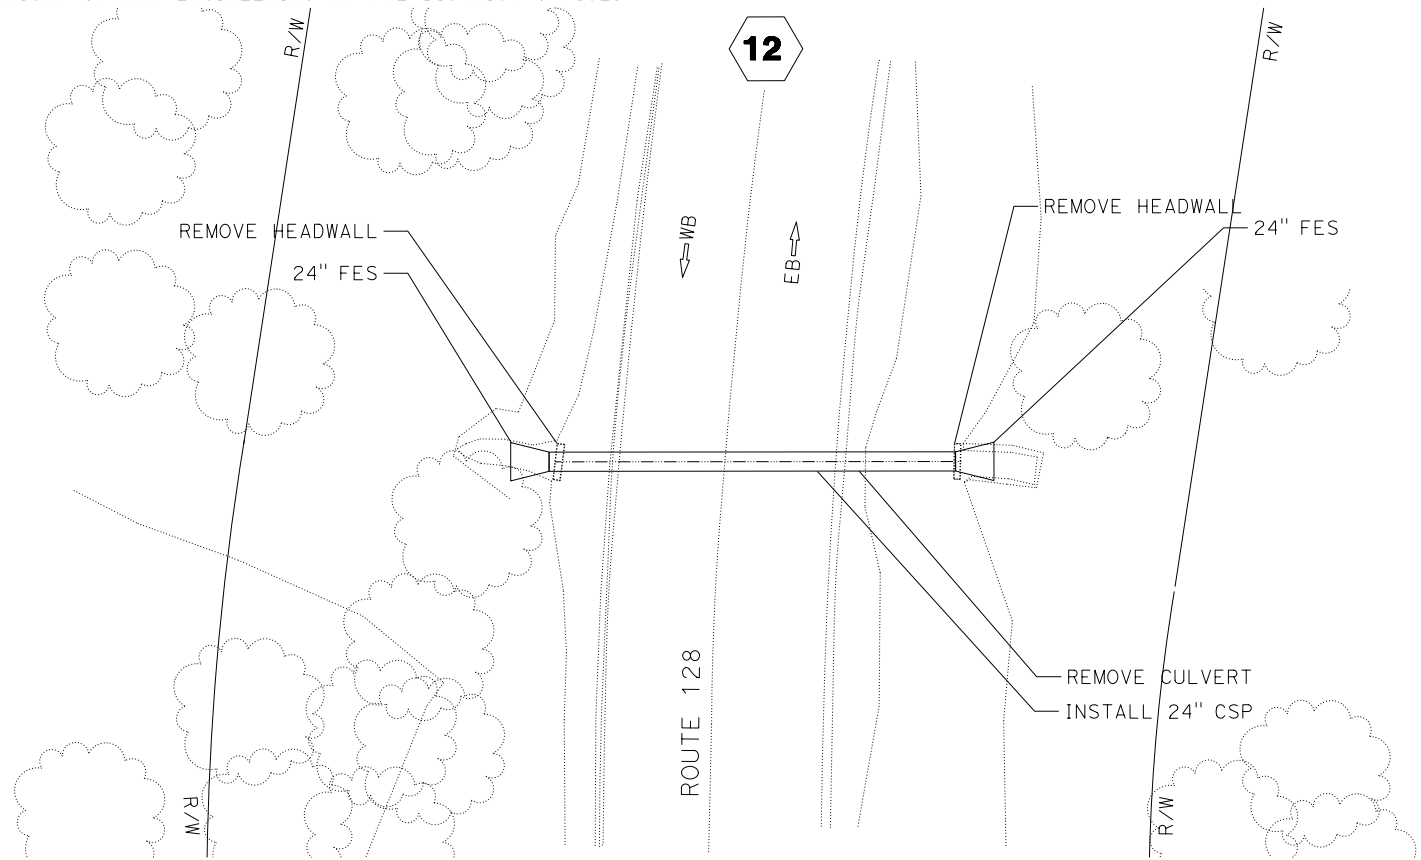 12
R/W
R/W
REMOVE HEADWALL
24" FES
REMOVE HEADWALL
24" FES
WB
EB
ROUTE 128
REMOVE CULVERT
INSTALL 24" CSP
R/W
R/W